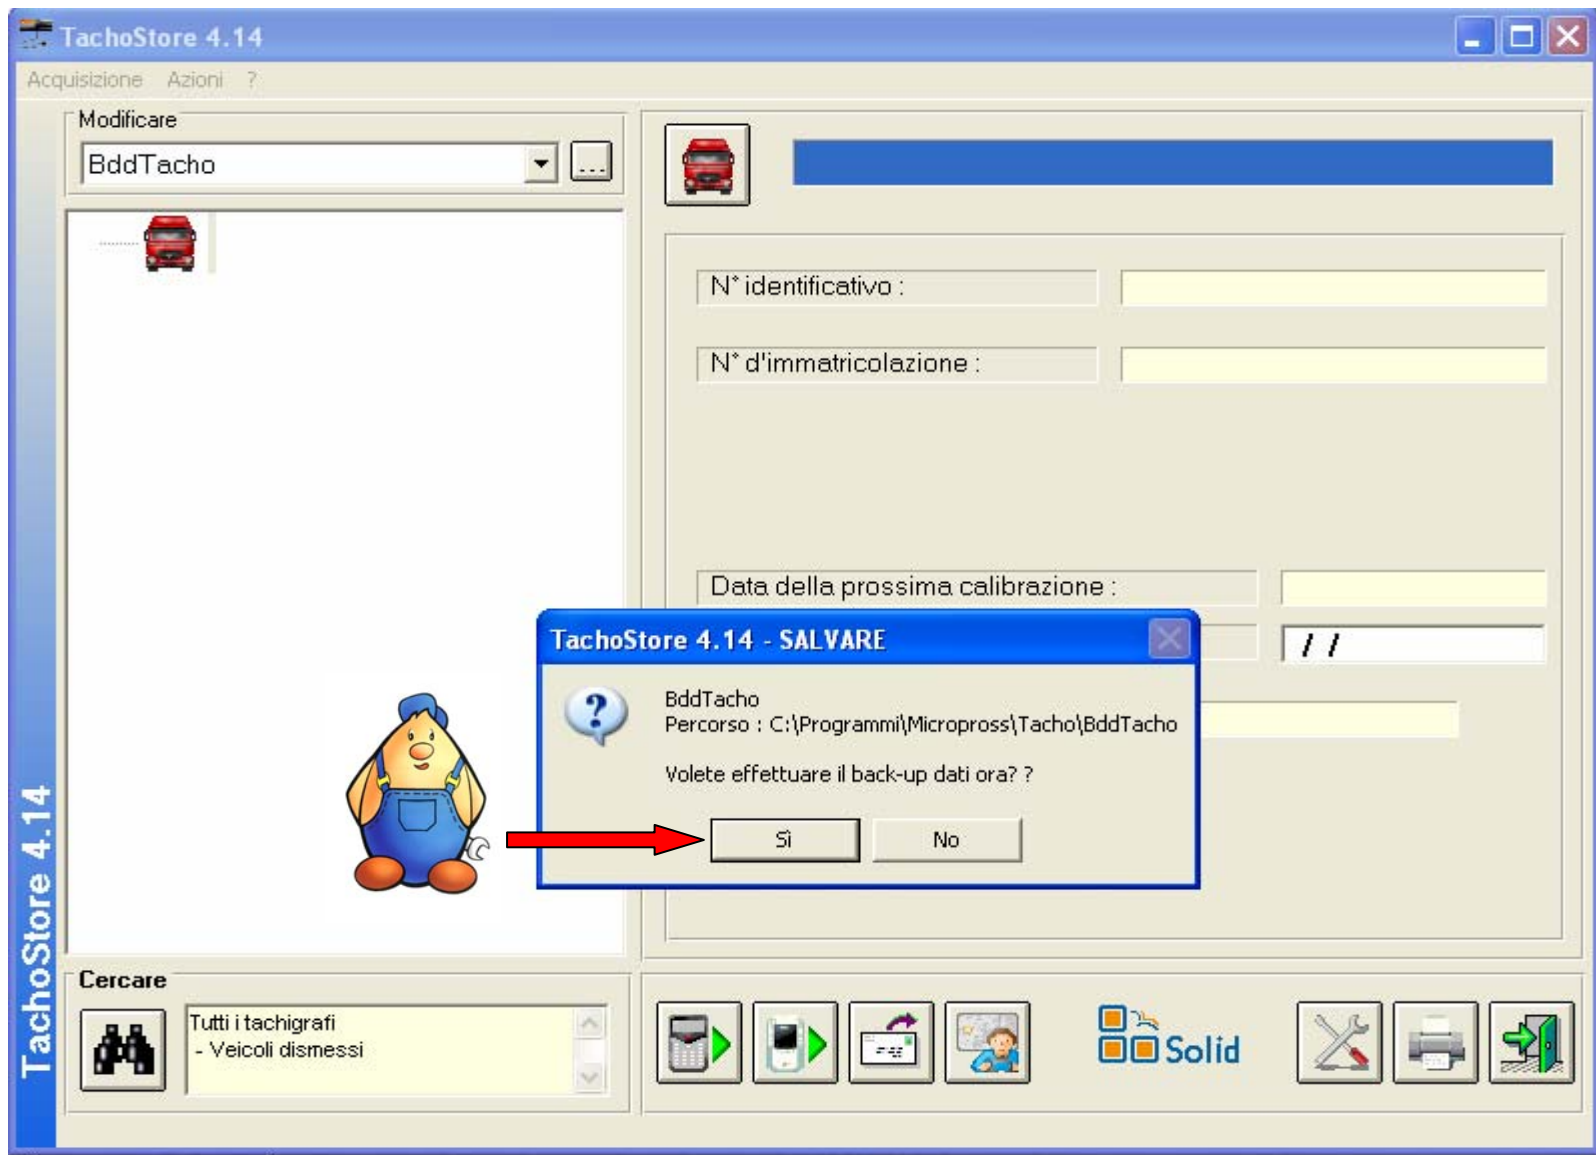 TachoStore 4.14
Acquisizione Azioni ?
Modificare
BddTacho
...
N° identificativo :
N° d'immatricolazione :
Data della prossima calibrazione :
/ /
TachoStore 4.14 - SALVARE
BddTacho
Percorso : C:\Programmi\Micropross\Tacho\BddTacho
Volete effettuare il back-up dati ora? ?
Sì
No
TachoStore 4.14
Cercare
Tutti i tachigrafi
- Veicoli dismessi
Solid